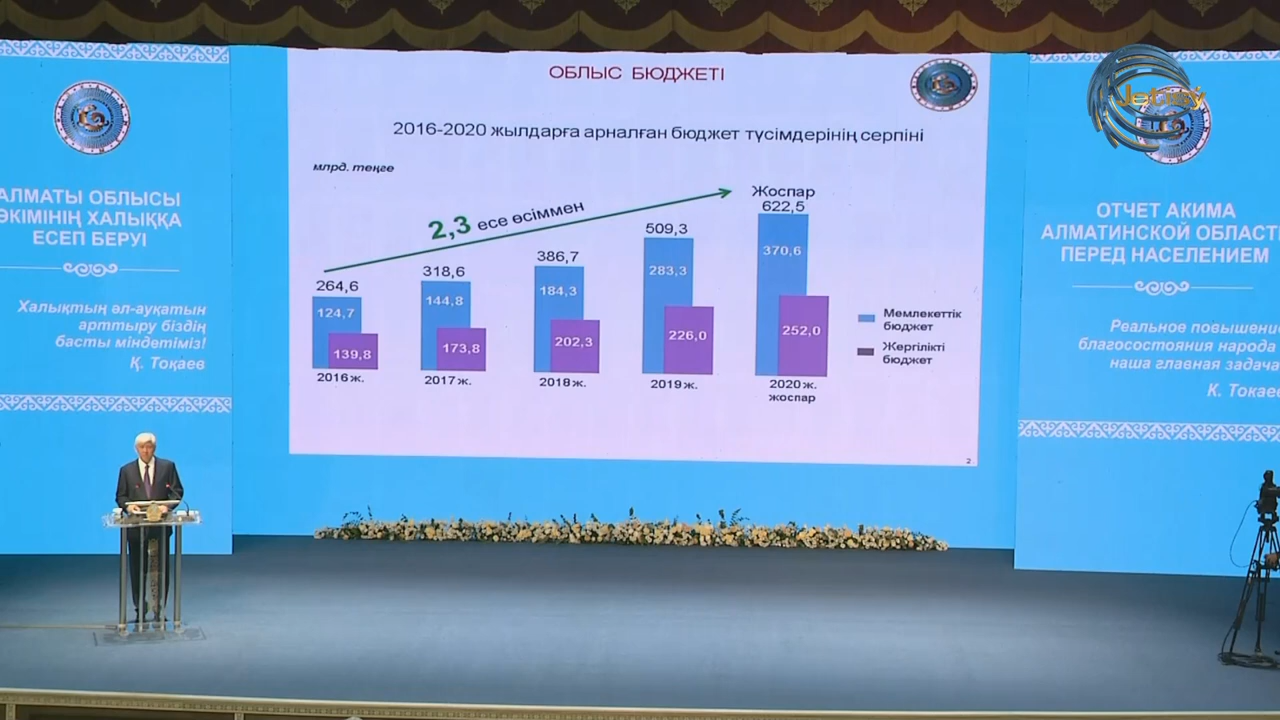 ОБЛЫС БЮДЖЕТІ
2016-2020 жылдарға арналған бюджет түсімдерінің серпіні
млрд. теңге
2,3 есе өсіммен
Жоспар
622,5
509,3
386,7
318,6
264,6
124,7
139,8
144,8
173,8
184,3
202,3
283,3
226,0
370,6
252,0
2016 ж.
2017 ж.
2018 ж.
2019 ж.
2020 ж.
жоспар
Мемлекеттік
бюджет
Жергілікті
бюджет
2
АЛМАТЫ ОБЛЫСЫ
ӘКІМІНІҢ ХАЛЫҚҚА
ЕСЕП БЕРУІ
Халықтың әл-ауқатын
арттыру біздің
басты міндетіміз!
Қ. Тоқаев
Jetisý
ОТЧЕТ АКИМА
АЛМАТИНСКОЙ ОБЛАСТИ
ПЕРЕД НАСЕЛЕНИЕМ
Реальное повышение
благосостояния народа
наша главная задача
К. Токаев